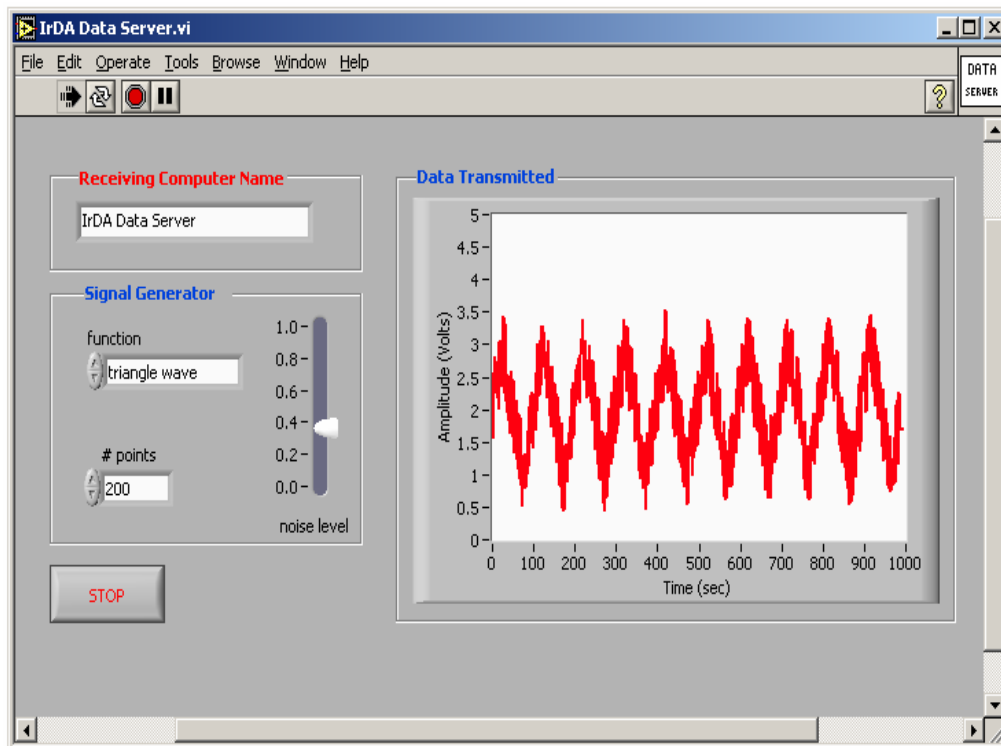 IrDA Data Server.vi
File Edit Operate Tools Browse Window Help
DATA
SERVER
?
Receiving Computer Name
IrDA Data Server
Signal Generator
function
triangle wave
# points
200
1.0
0.8
0.6
0.4
0.2
0.0
noise level
STOP
Data Transmitted
Amplitude (Volts)
5
4.5
4
3.5
3
2.5
2
1.5
1
0.5
0
0 100 200 300 400 500 600 700 800 900 1000
Time (sec)